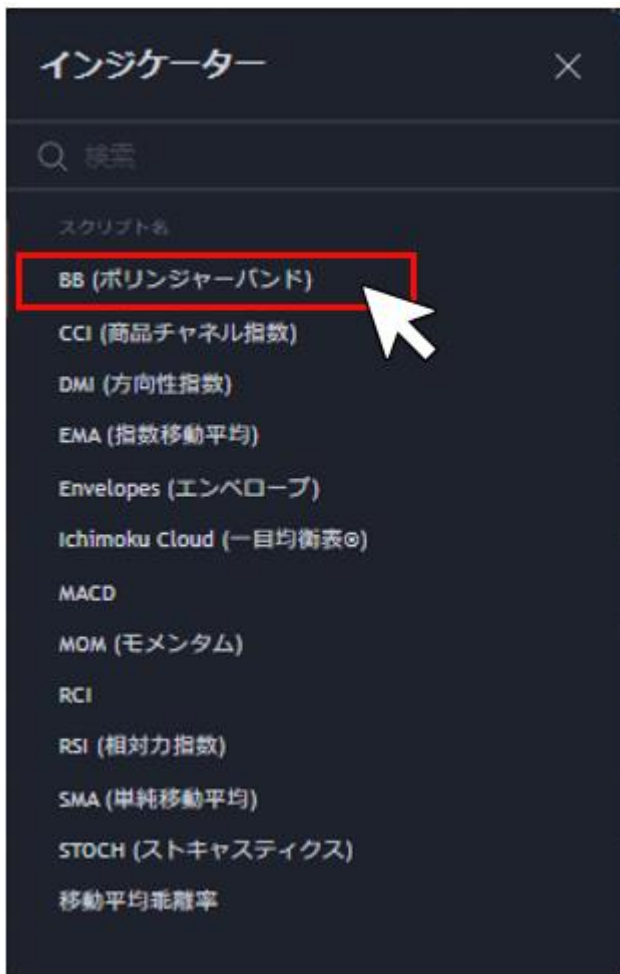 インジケーター
検索
スクリプト名
BB (ボリンジャーバンド)
CCI (商品チャネル指数)
DMI (方向性指数)
EMA (指数移動平均)
Envelopes (エンベロープ)
Ichimoku Cloud (一目均衡表®)
MACD
MOM (モメンタム)
RCI
RSI (相対力指数)
SMA (単純移動平均)
STOCH (ストキャスティクス)
移動平均乖離率